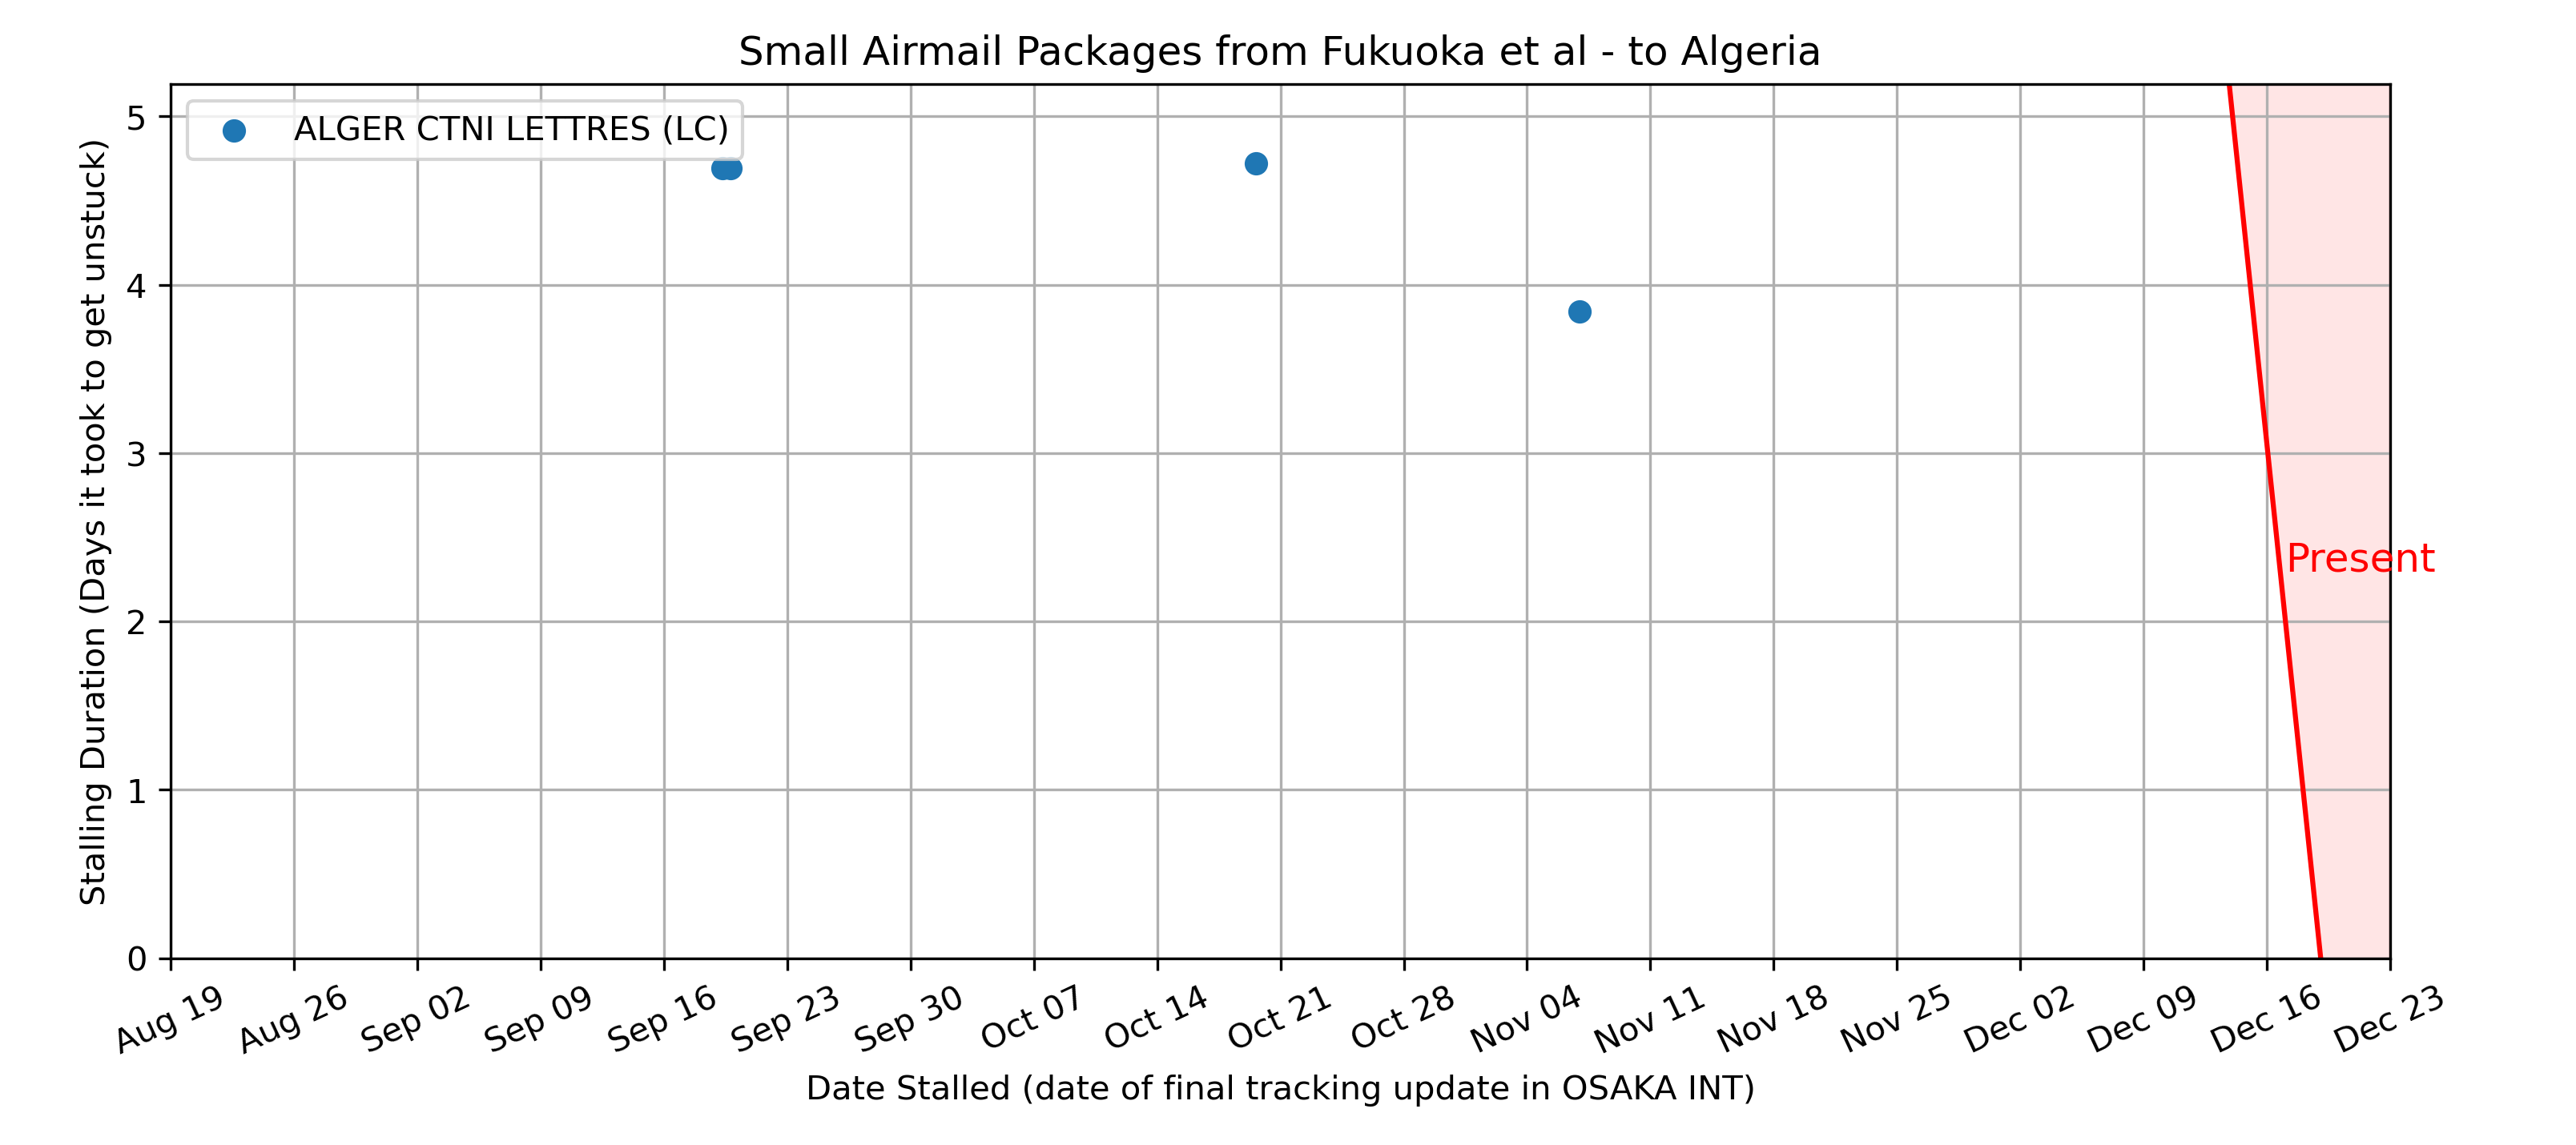 Small Airmail Packages from Fukuoka et al - to Algeria
ALGER CTNI LETTRES (LC)
Stalling Duration (Days it took to get unstuck)
5
4
3
2
1
0
Present
Aug 19 Aug 26 Sep 02 Sep 09 Sep 16 Sep 23 Sep 30 Oct 07 Oct 14 Oct 21 Oct 28 Nov 04 Nov 11 Nov 18 Nov 25 Dec 02 Dec 09 Dec 16 Dec 23
Date Stalled (date of final tracking update in OSAKA INT)